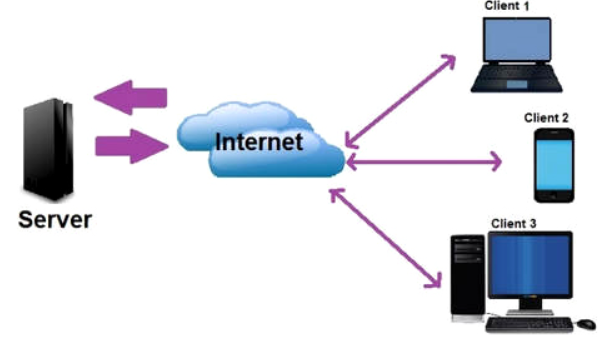 Client 1
Client 2
Internet
Server
Client 3